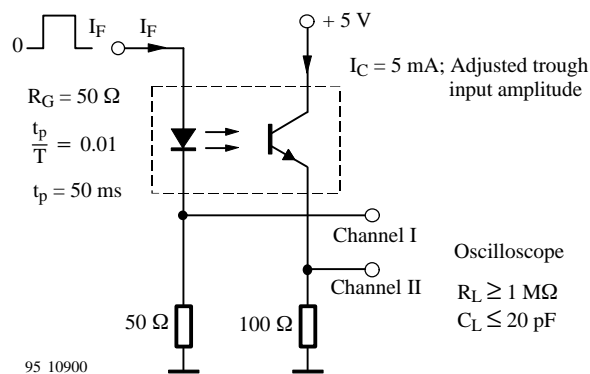 0
I_F
I_F
+ 5 V
I_C = 5 mA; Adjusted trough
input amplitude
R_G = 50 Ω
t_p
T
= 0.01
t_p = 50 ms
Channel I
Channel II
Oscilloscope
R_L ≥ 1 MΩ
C_L ≤ 20 pF
50 Ω
100 Ω
95 10900